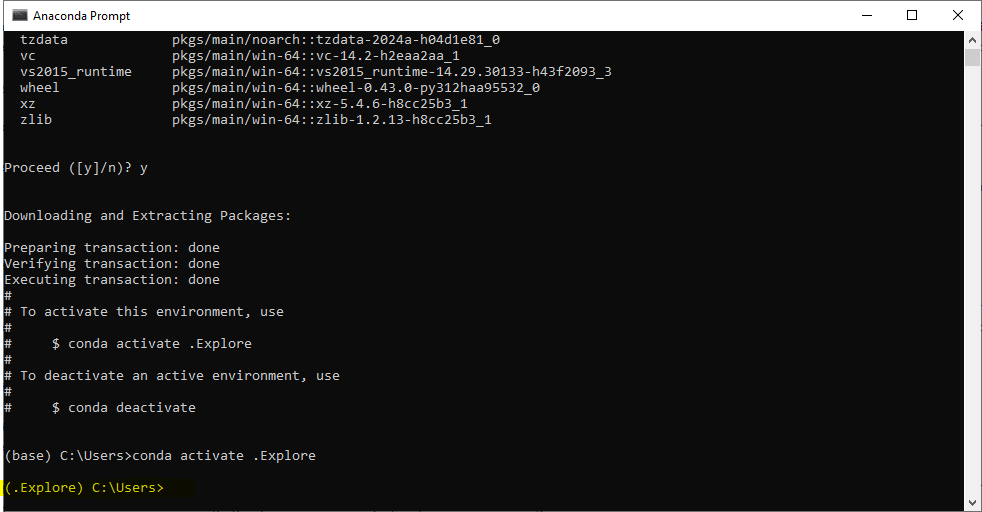 Anaconda Prompt
tzdata             pkgs/main/noarch::tzdata-2024a-h04d1e81_0
vc                 pkgs/main/win-64::vc-14.2-h2eaa2aa_1
vs2015_runtime     pkgs/main/win-64::vs2015_runtime-14.29.30133-h43f2093_3
wheel              pkgs/main/win-64::wheel-0.43.0-py312haa95532_0
xz                 pkgs/main/win-64::xz-5.4.6-h8cc25b3_1
zlib               pkgs/main/win-64::zlib-1.2.13-h8cc25b3_1
Proceed ([y]/n)? y
Downloading and Extracting Packages:
Preparing transaction: done
Verifying transaction: done
Executing transaction: done
#
# To activate this environment, use
#
#     $ conda activate .Explore
#
# To deactivate an active environment, use
#
#     $ conda deactivate
(base) C:\Users>conda activate .Explore
(.Explore) C:\Users>